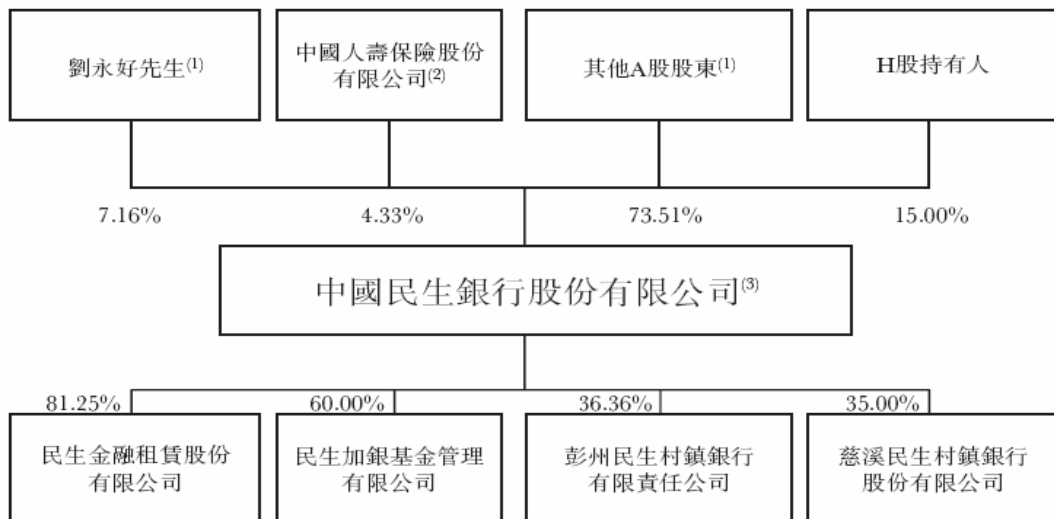 劉永好先生(1)
中國人壽保險股份
有限公司(2)
其他A股股東(1)
H股持有人
7.16%
4.33%
73.51%
15.00%
中國民生銀行股份有限公司(3)
81.25%
60.00%
36.36%
35.00%
民生金融租賃股份
有限公司
民生加銀基金管理
有限公司
彭州民生村鎮銀行
有限責任公司
慈溪民生村鎮銀行
股份有限公司